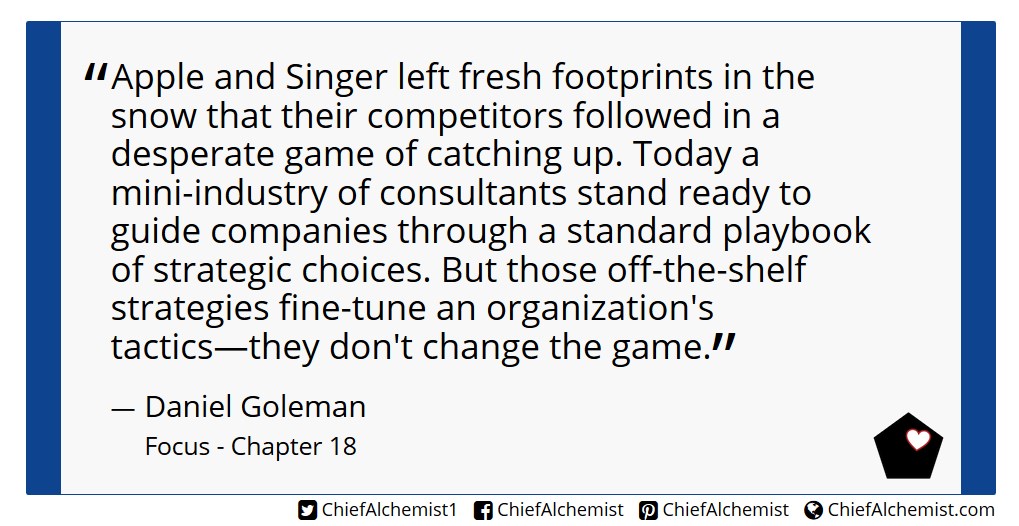 “Apple and Singer left fresh footprints in the
snow that their competitors followed in a
desperate game of catching up. Today a
mini-industry of consultants stand ready to
guide companies through a standard playbook
of strategic choices. But those off-the-shelf
strategies fine-tune an organization's
tactics—they don't change the game.”
— Daniel Goleman
Focus - Chapter 18
ChiefAlchemist1 ChiefAlchemist ChiefAlchemist ChiefAlchemist.com